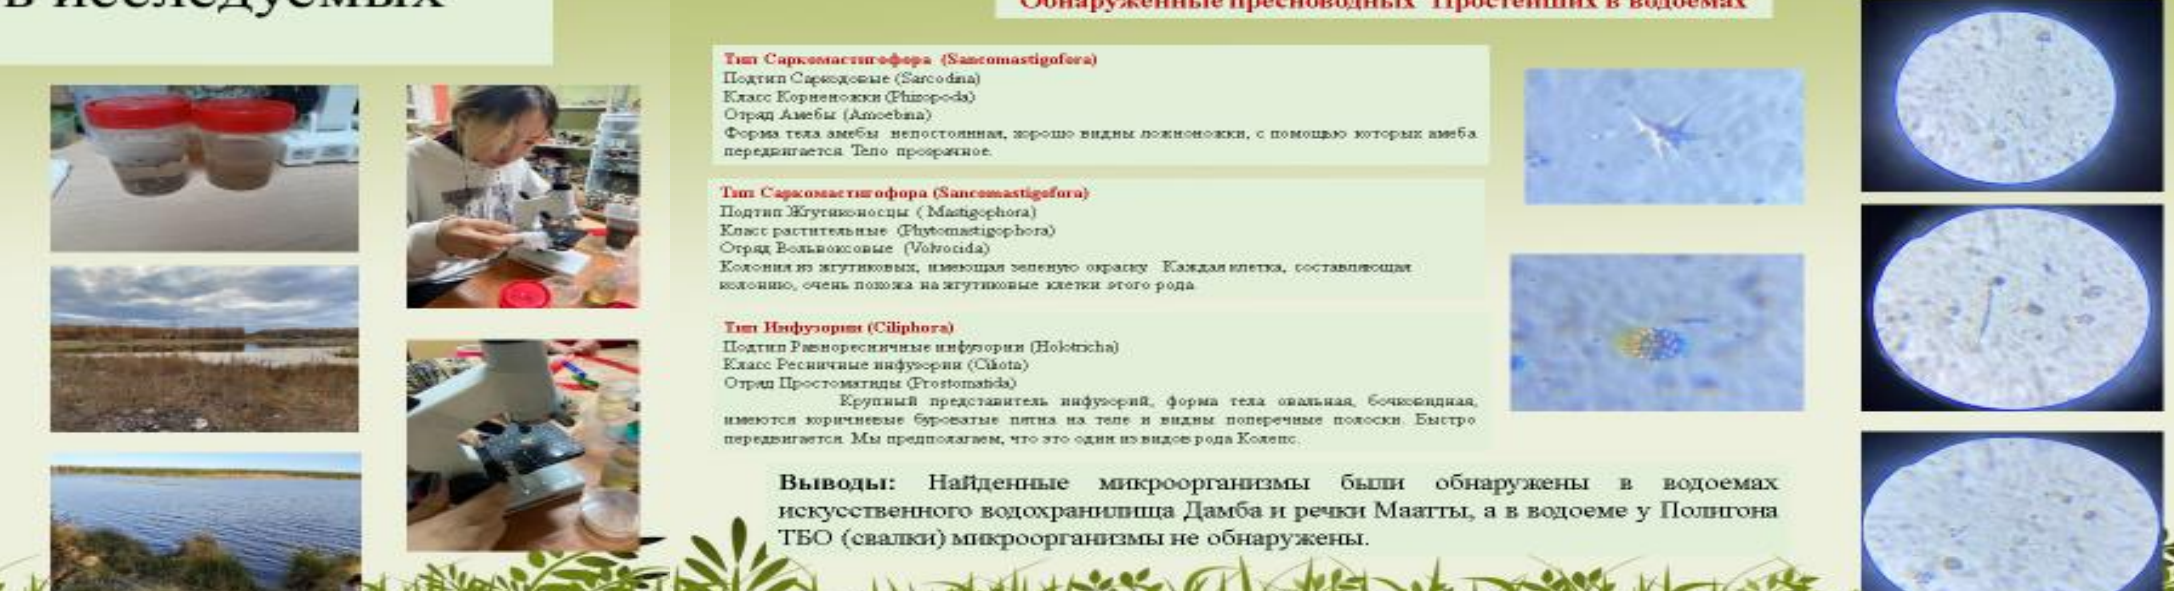 в исследуемых
Обнаруженные пресноводных Простейших в водоемах
Тип Саркомастигофора (Sancomastigofora)
Подтип Саркодовые (Sarcodina)
Класс Корненожки (Phizopoda)
Отряд Амебы (Amoebina)
Форма тела амебы непостоянная, хорошо видны ложноножки, с помощью которых амеба
передвигается. Тело прозрачное.
Тип Саркомастигофора (Sancomastigofora)
Подтип Жгутиконосцы ( Mastigophora)
Класс растительные (Phytomastigophora)
Отряд Вольвоксовые (Volvocida)
Колония из жгутиковых, имеющая зеленую окраску. Каждая клетка, составляющая
колонию, очень похожа на жгутиковые клетки этого рода.
Тип Инфузории (Ciliphora)
Подтип Равноресничные инфузории (Holotricha)
Класс Ресничные инфузории (Ciliota)
Отряд Простоматиды (Prostomatida)
Крупный представитель инфузорий, форма тела овальная, бочковидная,
имеются коричневые буроватые пятна на теле и видны поперечные полоски. Быстро
передвигается. Мы предполагаем, что это один из видов рода Колепс.
Выводы: Найденные микроорганизмы были обнаружены в водоемах
искусственного водохранилища Дамба и речки Маатты, а в водоеме у Полигона
ТБО (свалки) микроорганизмы не обнаружены.